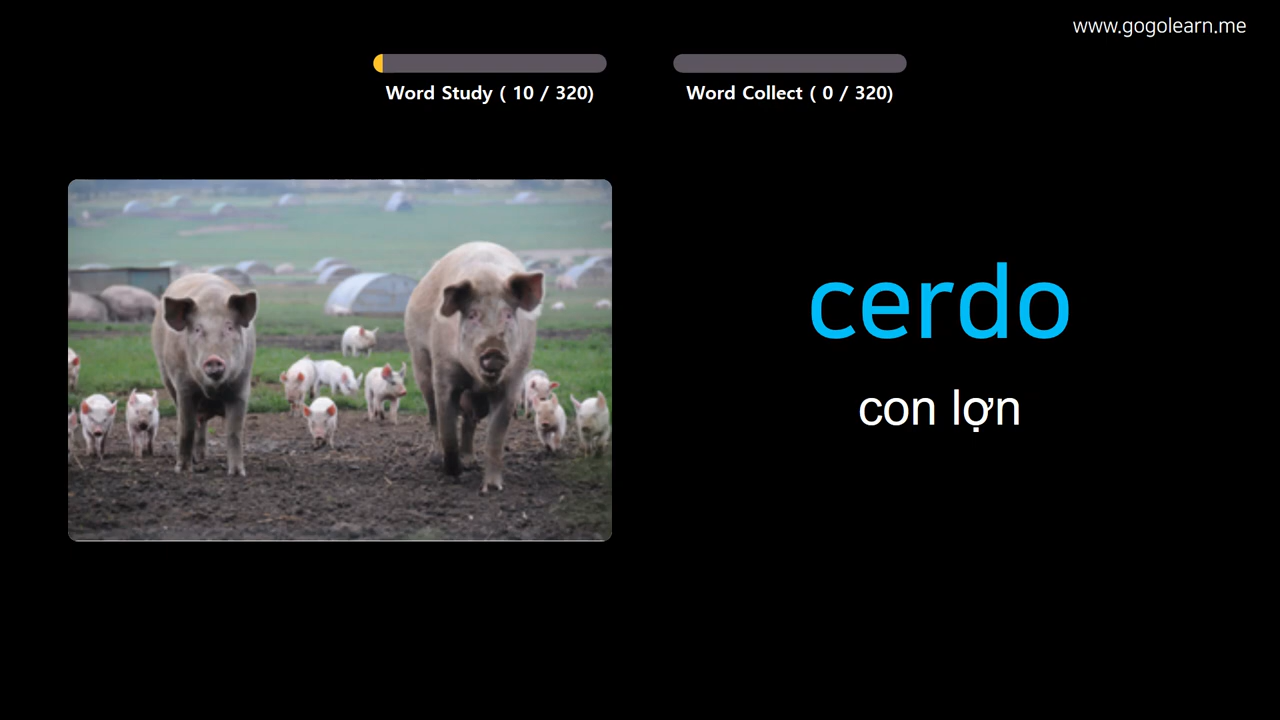 www.gogolearn.me
Word Study ( 10 / 320)
Word Collect ( 0 / 320)
cerdo
con lợn